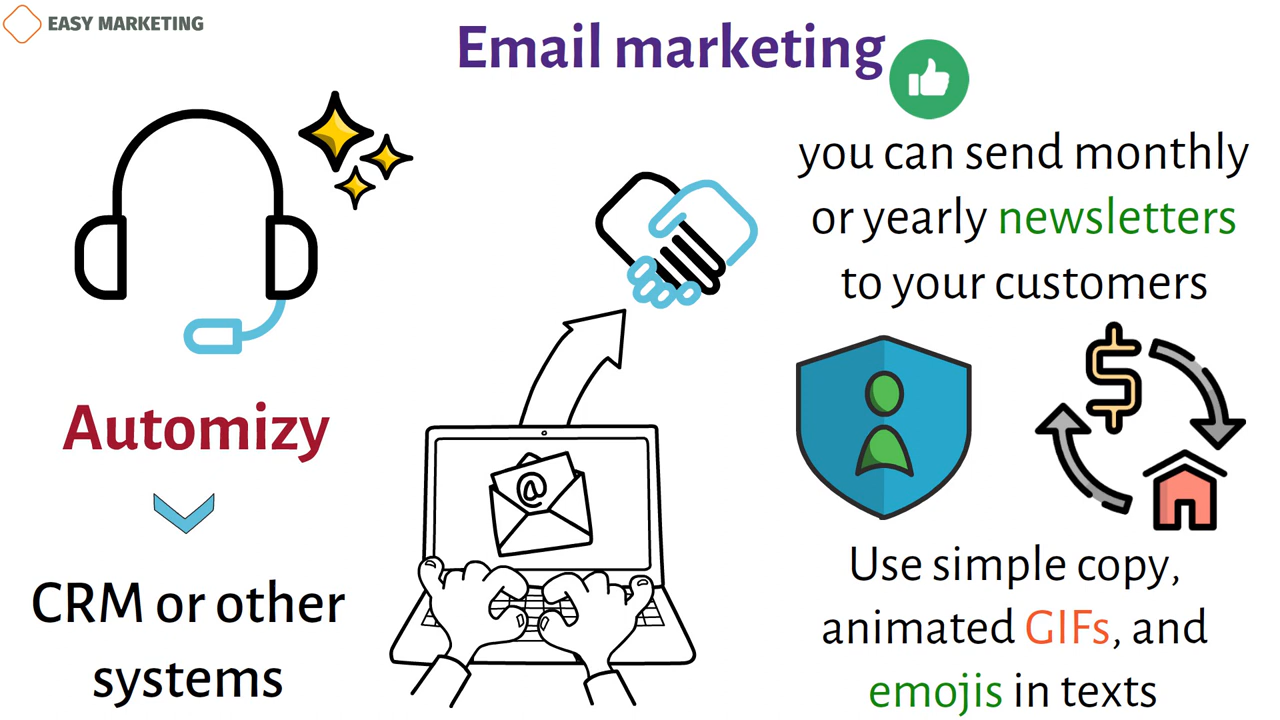 EASY MARKETING
Email marketing
you can send monthly
or yearly newsletters
to your customers
Automizy
CRM or other
systems
@
Use simple copy,
animated GIFs, and
emojis in texts